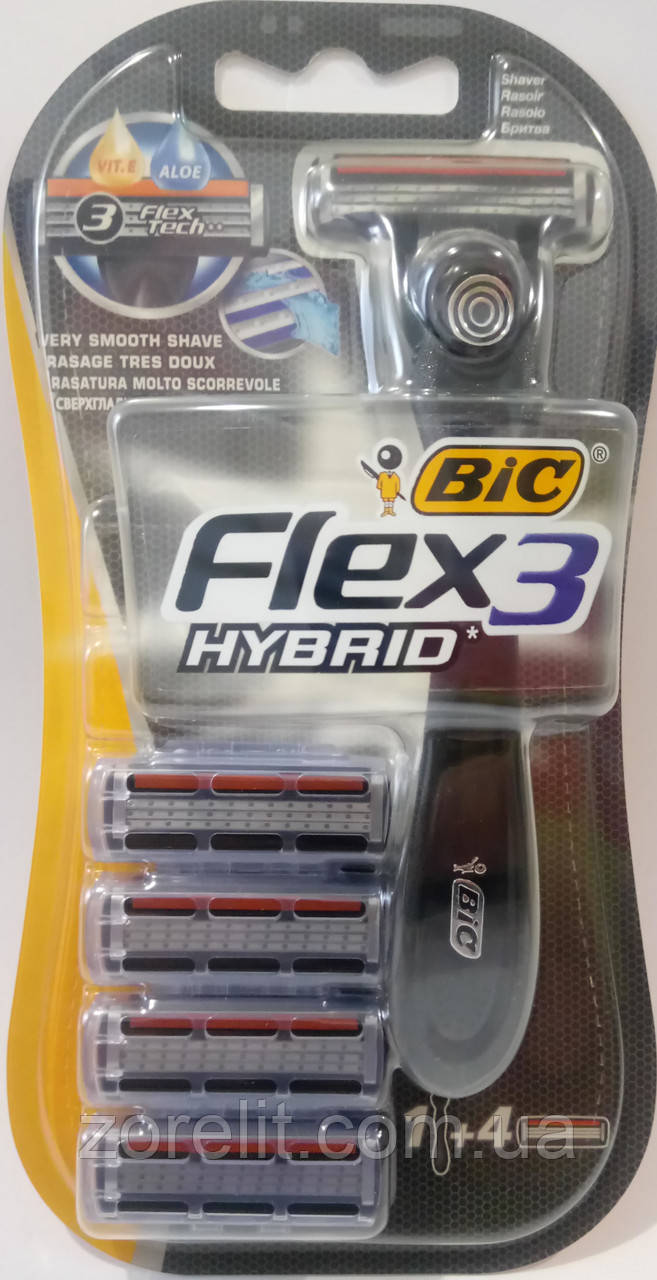 Shaver
Rasoir
Rasoio
Бритва
VIT.E
ALOE
3 Flex
Tech
VERY SMOOTH SHAVE
RASAGE TRES DOUX
RASATURA MOLTO SCORREVOLE
BiC®
Flex3
HYBRID*
BiC
1 +4
zorelit.com.ua